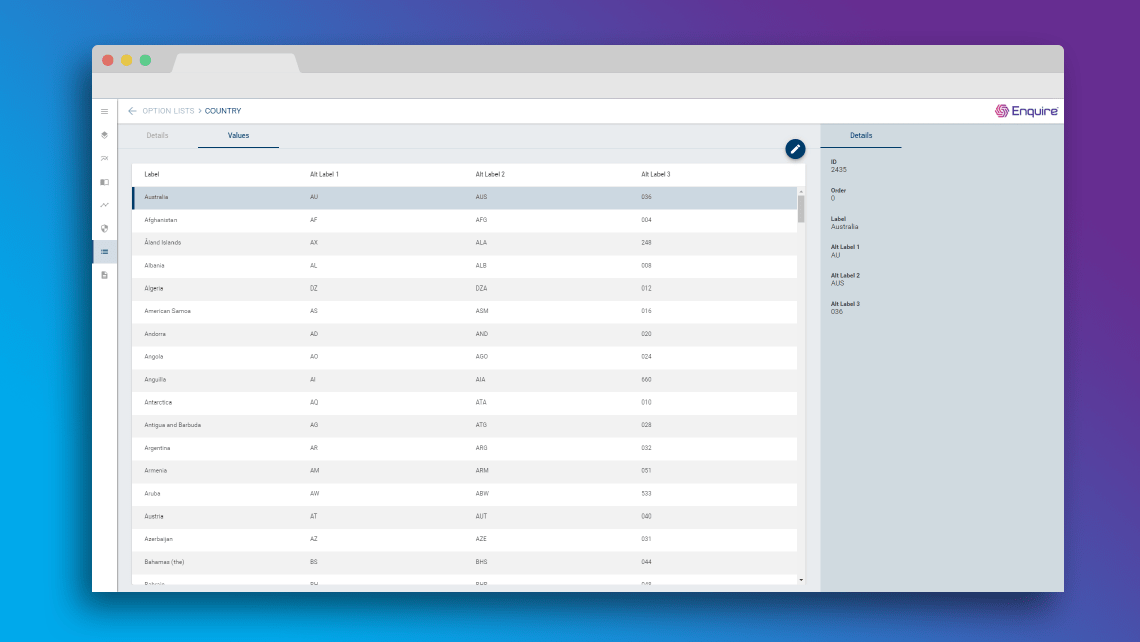 OPTION LISTS > COUNTRY
Enquire
Details Values
Label Alt Label 1 Alt Label 2 Alt Label 3
Australia AU AUS 036
Afghanistan AF AFG 004
Åland Islands AX ALA 248
Albania AL ALB 008
Algeria DZ DZA 012
American Samoa AS ASM 016
Andorra AD AND 020
Angola AO AGO 024
Anguilla AI AIA 660
Antarctica AQ ATA 010
Antigua and Barbuda AG ATG 028
Argentina AR ARG 032
Armenia AM ARM 051
Aruba AW ABW 533
Austria AT AUT 040
Azerbaijan AZ AZE 031
Bahamas (the) BS BHS 044
Bahrain BH BHR 048
Details
ID
2435
Order
0
Label
Australia
Alt Label 1
AU
Alt Label 2
AUS
Alt Label 3
036